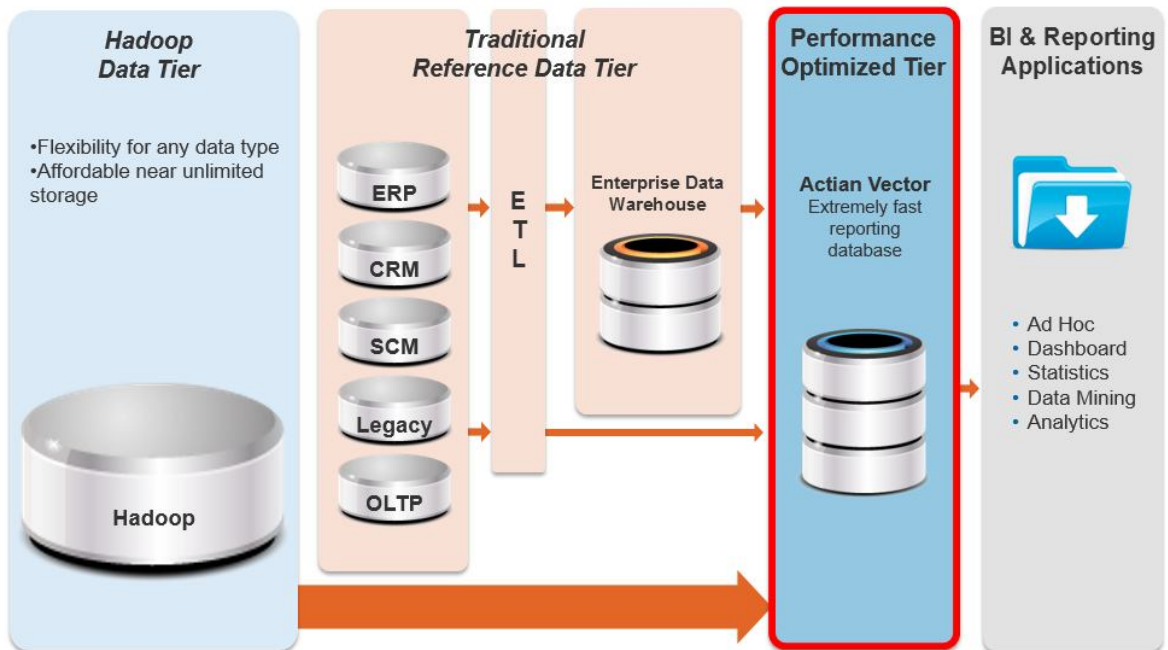 Hadoop
Data Tier
•Flexibility for any data type
•Affordable near unlimited
storage
Hadoop
Traditional
Reference Data Tier
ERP
CRM
SCM
Legacy
OLTP
E
T
L
Enterprise Data
Warehouse
Performance
Optimized Tier
Actian Vector
Extremely fast
reporting
database
BI & Reporting
Applications
• Ad Hoc
• Dashboard
• Statistics
• Data Mining
• Analytics